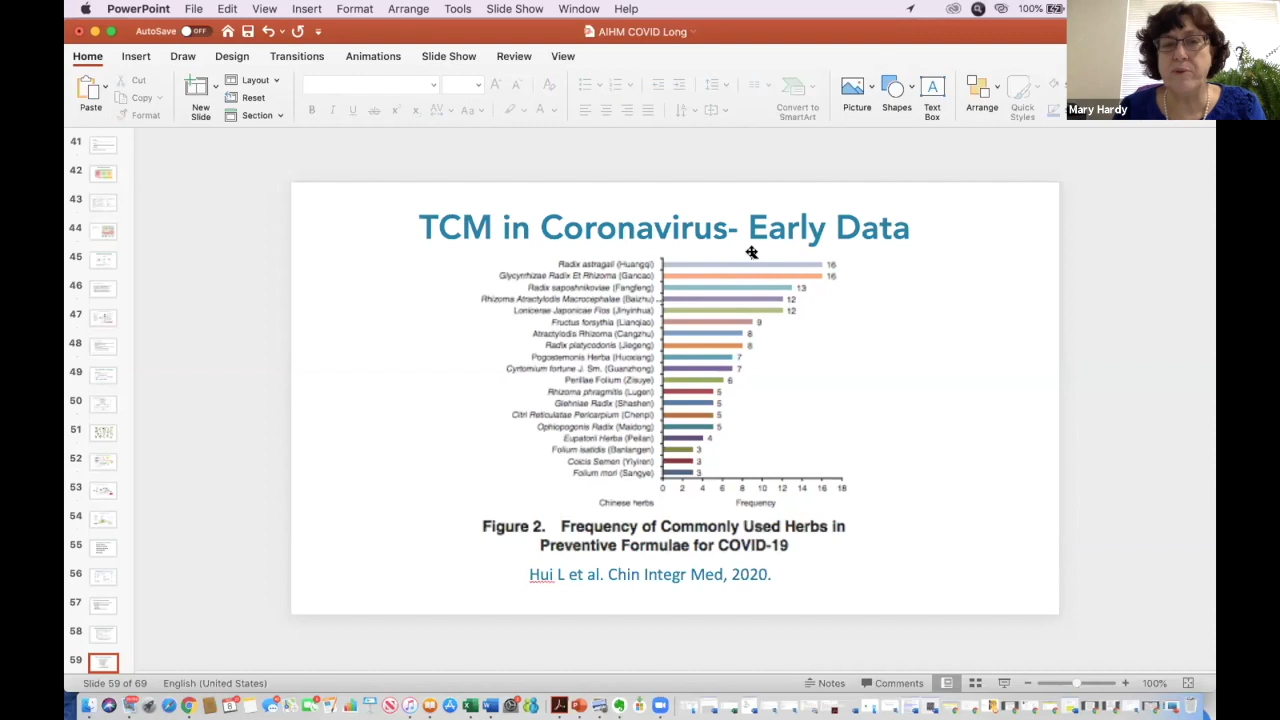 PowerPoint File Edit View Insert Format Arrange Tools Slide Show Window Help 100%
AutoSave OFF AIHM COVID Long
Home Insert Draw Design Transitions Animations Slide Show Review View
Paste Cut Copy Format
New Slide Layout Reset Section
Convert to SmartArt
Picture Shapes Text Box Arrange Quick Styles
Mary Hardy
41
42
43
44
45
46
47
48
49
50
51
52
53
54
55
56
57
58
59
TCM in Coronavirus- Early Data
Radix astragali (Huangqi) 16
Glycyrrhizae Radix Et Rhizoma (Gancao) 16
Radix saposhnikoviae (Fangfeng) 13
Rhizoma Atractylodis Macrocephalae (Baizhu) 12
Lonicerae Japonicae Flos (Jinyinhua) 12
Fructus forsythia (Lianqiao) 9
Atractylodis Rhizoma (Cangzhu) 8
Radix platycodonis (Jiegeng) 8
Pogostemonis Herba (Huoxiang) 7
Cyrtomium fortune J. Sm. (Guanzhong) 7
Perillae Folium (Zisuye) 6
Rhizoma phragmitis (Lugen) 5
Glehniae Radix (Shashen) 5
Citri Reticulatae Pericarpium (Chenpi) 5
Ophiopogonis Radix (Maidong) 5
Eupatorii Herba (Peilan) 4
Folium isatidis (Banlangen) 3
Coicis Semen (Yiyiren) 3
Folium mori (Sangye) 3
0 2 4 6 8 10 12 14 16 18
Chinese herbs Frequency
Figure 2. Frequency of Commonly Used Herbs in
Preventive Formulae for COVID-19
Hui L et al. Chin Integr Med, 2020.
Slide 59 of 69 English (United States) Notes Comments 100%